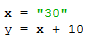 x = "30"
y = x + 10